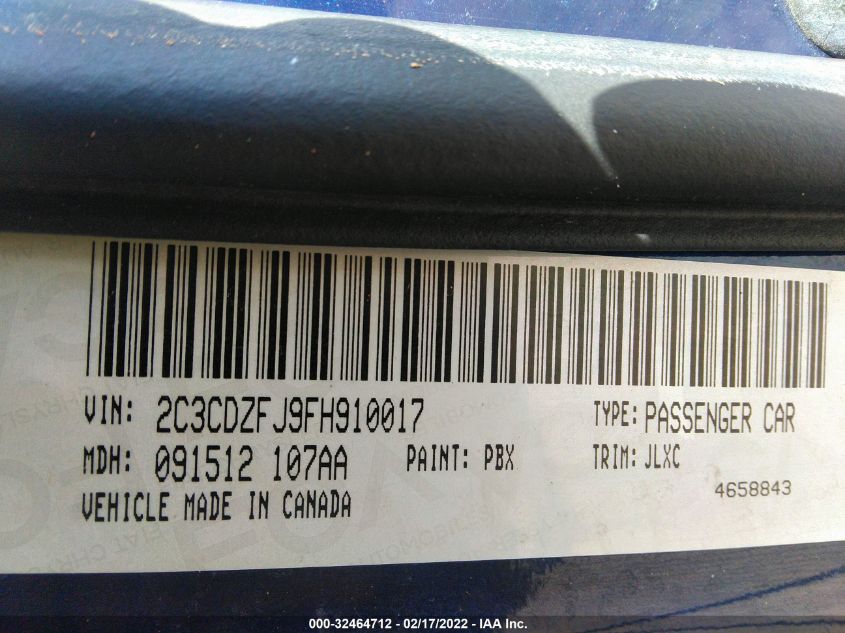 VIN: 2C3CDZFJ9FH910017 TYPE: PASSENGER CAR
MDH: 091512 107AA PAINT: PBX TRIM: JLXC
4658843
VEHICLE MADE IN CANADA
000-32464712 - 02/17/2022 - IAA Inc.